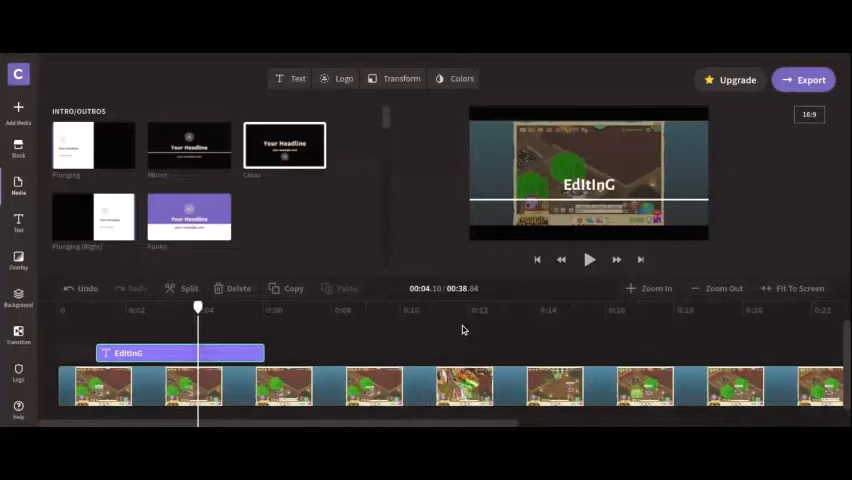 C
Text
Logo
Transform
Colors
Upgrade
Export
Add Media
Stock
Media
Text
Overlay
Background
Transition
Logo
Help
INTRO/OUTROS
Your Headline
Your Headline
Plunging
Mirror
Clean
Your Headline
Plunging (Right)
Funky
16:9
EdItInG
Undo
Redo
Split
Delete
Copy
Paste
00:04.10 / 00:38.84
Zoom In
Zoom Out
Fit To Screen
0
0:02
:04
0:06
0:08
0:10
0:12
0:14
0:16
0:18
0:20
0:22
EdItInG